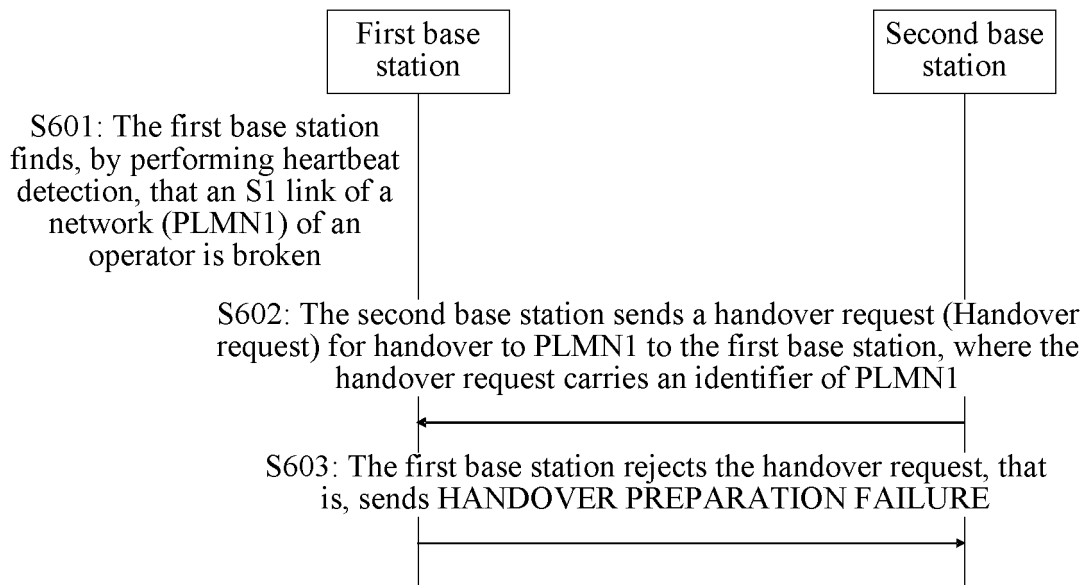 First base
station
Second base
station
S601: The first base station
finds, by performing heartbeat
detection, that an S1 link of a
network (PLMN1) of an
operator is broken
S602: The second base station sends a handover request (Handover
request) for handover to PLMN1 to the first base station, where the
handover request carries an identifier of PLMN1
S603: The first base station rejects the handover request, that
is, sends HANDOVER PREPARATION FAILURE